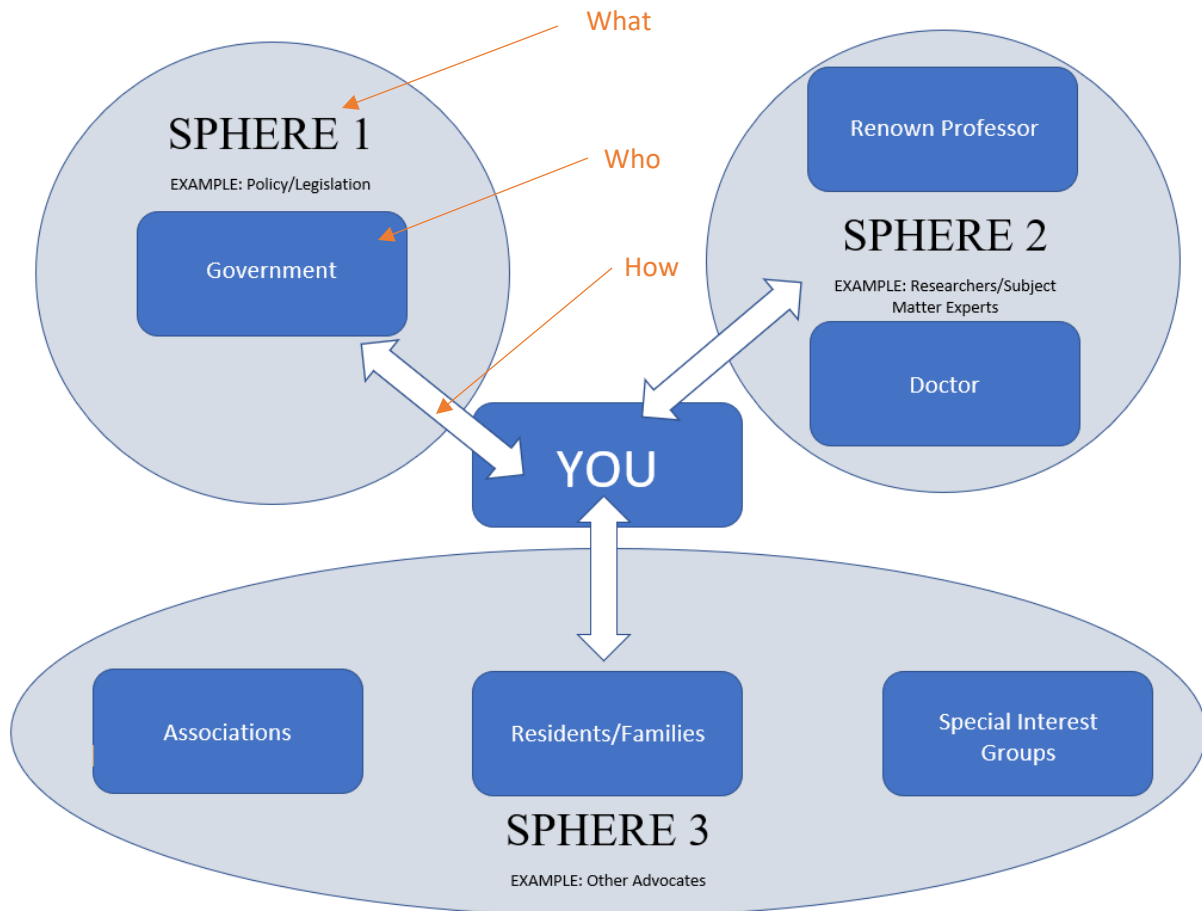 What
SPHERE 1
EXAMPLE: Policy/Legislation
Who
Government
How
Renown Professor
SPHERE 2
EXAMPLE: Researchers/Subject
Matter Experts
Doctor
YOU
Associations
Residents/Families
Special Interest
Groups
SPHERE 3
EXAMPLE: Other Advocates